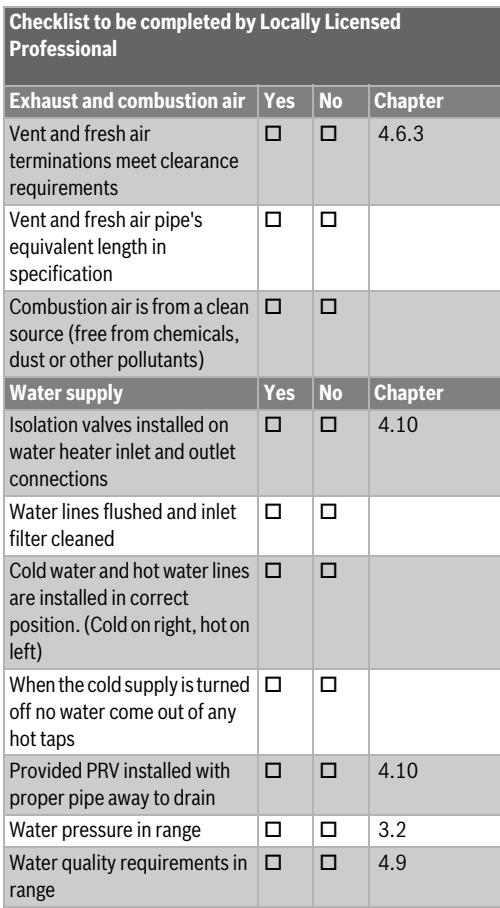 Checklist to be completed by Locally Licensed
Professional
Exhaust and combustion air Yes No Chapter
Vent and fresh air ☐ ☐ 4.6.3
terminations meet clearance
requirements
Vent and fresh air pipe's ☐ ☐
equivalent length in
specification
Combustion air is from a clean ☐ ☐
source (free from chemicals,
dust or other pollutants)
Water supply Yes No Chapter
Isolation valves installed on ☐ ☐ 4.10
water heater inlet and outlet
connections
Water lines flushed and inlet ☐ ☐
filter cleaned
Cold water and hot water lines ☐ ☐
are installed in correct
position. (Cold on right, hot on
left)
When the cold supply is turned ☐ ☐
off no water come out of any
hot taps
Provided PRV installed with ☐ ☐ 4.10
proper pipe away to drain
Water pressure in range ☐ ☐ 3.2
Water quality requirements in ☐ ☐ 4.9
range